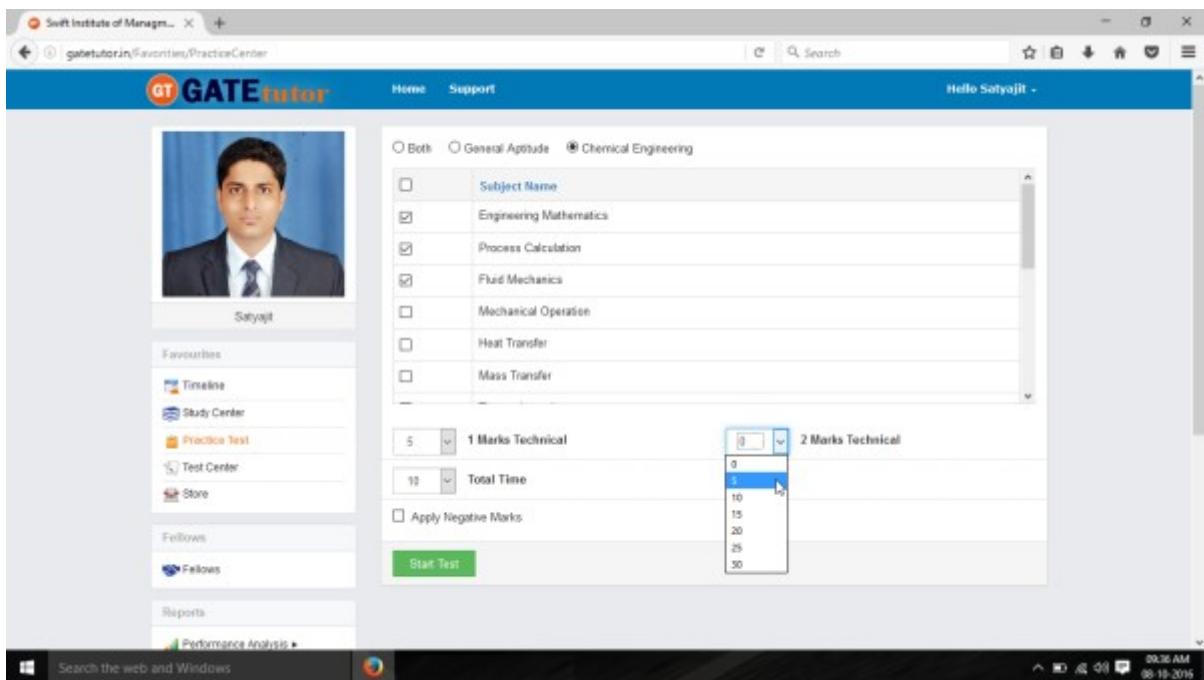 Swift Institute of Managm...
gatetutor.in/Favorities/PracticeCenter
Search
GT GATEtutor
Home Support Hello Satyajit
Both General Aptitude Chemical Engineering
Subject Name
Engineering Mathematics
Process Calculation
Fluid Mechanics
Mechanical Operation
Heat Transfer
Mass Transfer
Satyajit
Favourites
Timeline
Study Center
Practice Test
Test Center
Store
Fellows
Fellows
Reports
Performance Analysis
5 1 Marks Technical 0 2 Marks Technical
0
5
10
15
20
25
30
10 Total Time
Apply Negative Marks
Start Test
Search the web and Windows
09:36 AM
08-10-2016